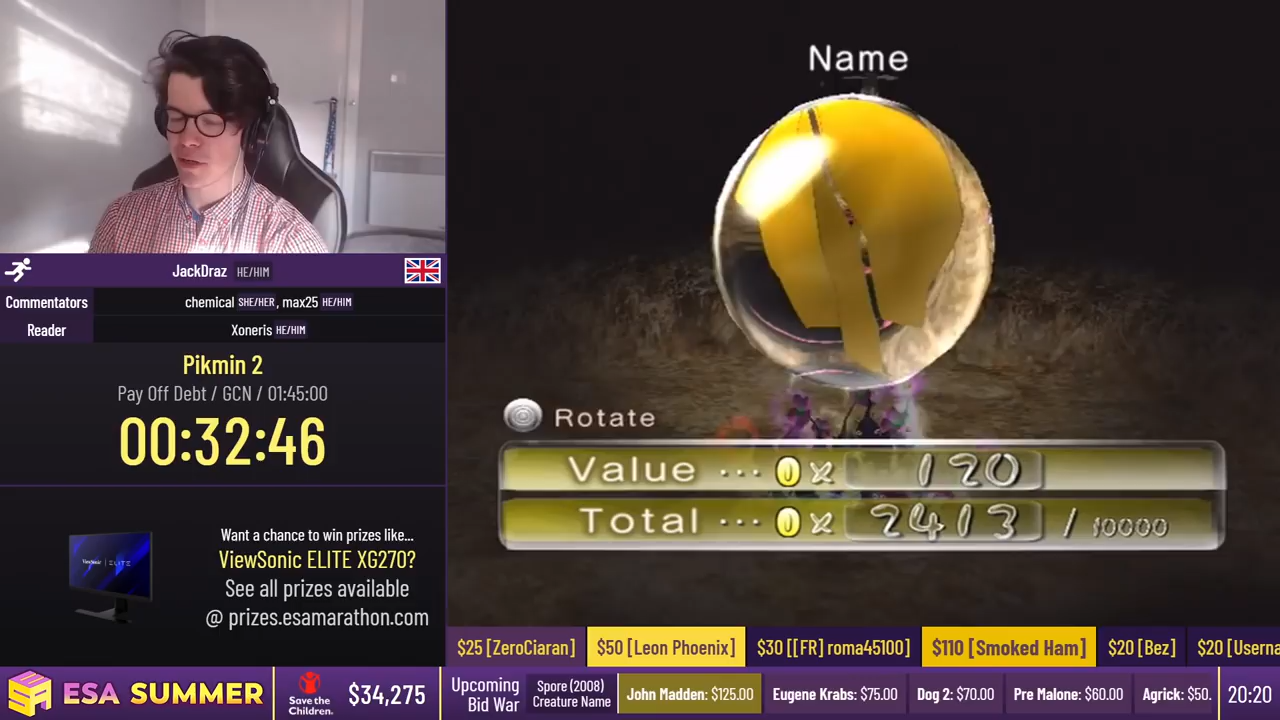 Name
Rotate
Value ... x 120
Total ... x 2413 / 10000
JackDraz HE/HIM
Commentators chemical SHE/HER, max25 HE/HIM
Reader Xoneris HE/HIM
Pikmin 2
Pay Off Debt / GCN / 01:45:00
00:32:46
Want a chance to win prizes like...
ViewSonic ELITE XG270?
See all prizes available
@ prizes.esamarathon.com
$25 [ZeroCiaran] $50 [Leon Phoenix] $30 [[FR] roma45100] $110 [Smoked Ham] $20 [Bez] $20 [Userna
ESA SUMMER
Save the
Children.
$34,275
Upcoming
Bid War
Spore (2008)
Creature Name
John Madden: $125.00 Eugene Krabs: $75.00 Dog 2: $70.00 Pre Malone: $60.00 Agrick: $50.
20:20